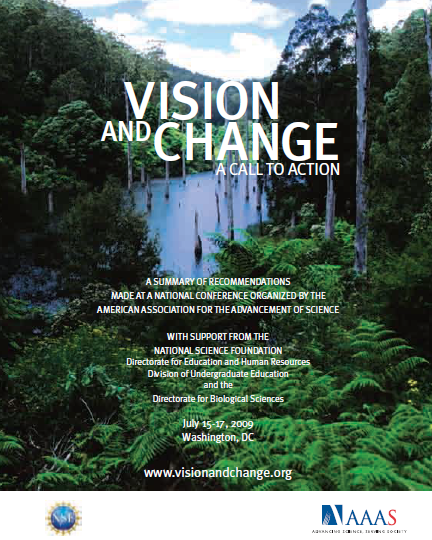 VISION
AND CHANGE
A CALL TO ACTION
A SUMMARY OF RECOMMENDATIONS
MADE AT A NATIONAL CONFERENCE ORGANIZED BY THE
AMERICAN ASSOCIATION FOR THE ADVANCEMENT OF SCIENCE
WITH SUPPORT FROM THE
NATIONAL SCIENCE FOUNDATION
Directorate for Education and Human Resources
Division of Undergraduate Education
and the
Directorate for Biological Sciences
July 15-17, 2009
Washington, DC
www.visionandchange.org
NSF
AAAS
ADVANCING SCIENCE, SERVING SOCIETY